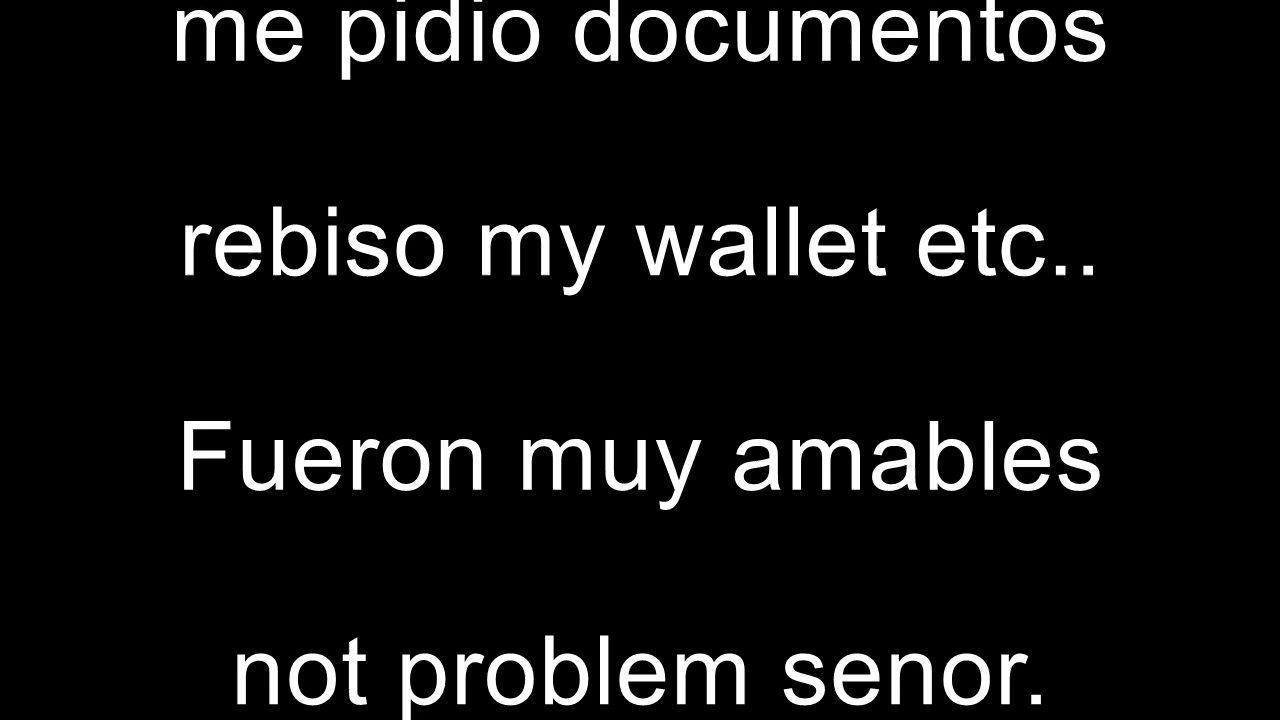 me pidio documentos
rebiso my wallet etc..
Fueron muy amables
not problem senor.